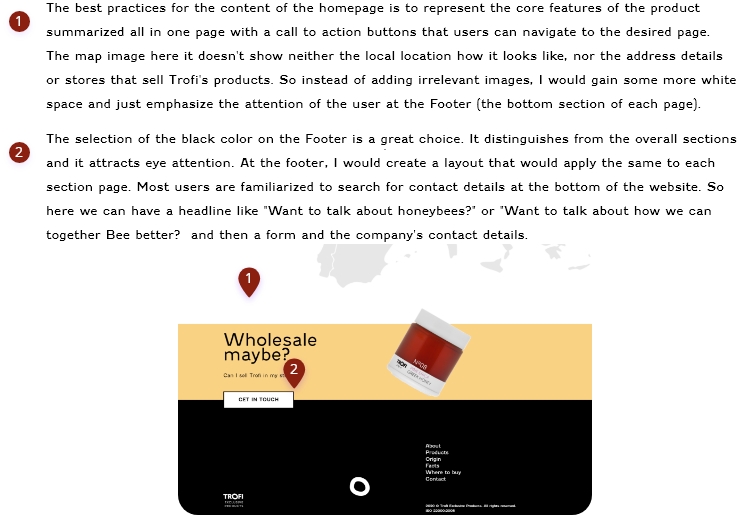 1
The best practices for the content of the homepage is to represent the core features of the product
summarized all in one page with a call to action buttons that users can navigate to the desired page.
The map image here it doesn't show neither the local location how it looks like, nor the address details
or stores that sell Trofi's products. So instead of adding irrelevant images, I would gain some more white
space and just emphasize the attention of the user at the Footer (the bottom section of each page).
2
The selection of the black color on the Footer is a great choice. It distinguishes from the overall sections
and it attracts eye attention. At the footer, I would create a layout that would apply the same to each
section page. Most users are familiarized to search for contact details at the bottom of the website. So
here we can have a headline like "Want to talk about honeybees?" or "Want to talk about how we can
together Bee better?  and then a form and the company's contact details.
1
Wholesale
maybe?
2
Can I sell Trofi in my
GET IN TOUCH
NºOB
TROFI
GREEK HONEY
About
Products
Origin
Facts
Where to buy
Contact
TROFI
EXCLUSIVE
PRODUCTS
2020 © Trofi Exclusive Products. All rights reserved.
ISO 22000:2005